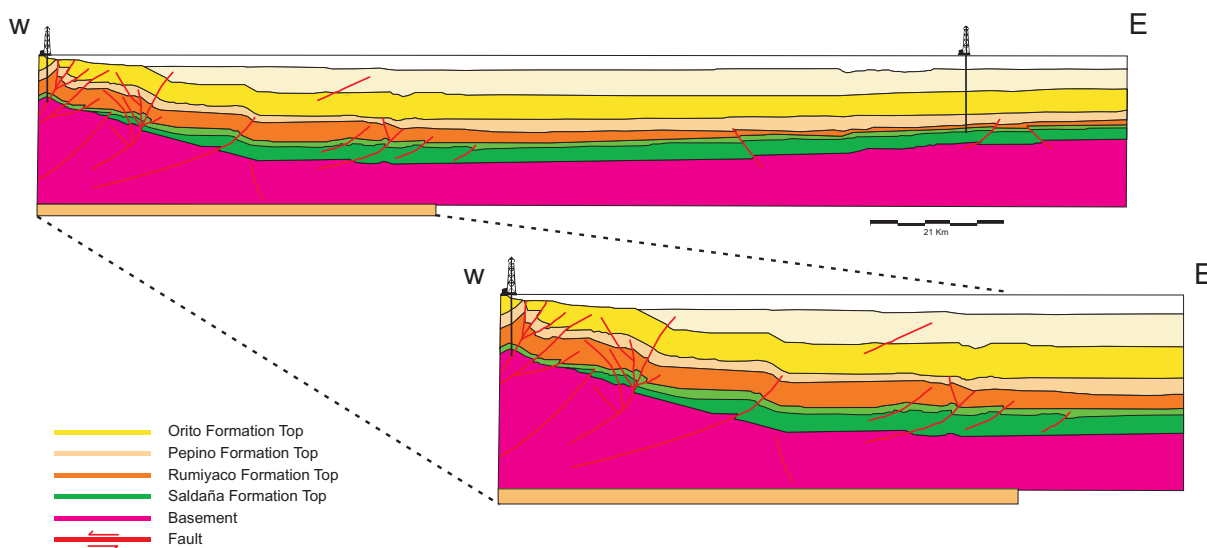 W
E
21 Km
W
E
Orito Formation Top
Pepino Formation Top
Rumiyaco Formation Top
Saldaña Formation Top
Basement
Fault